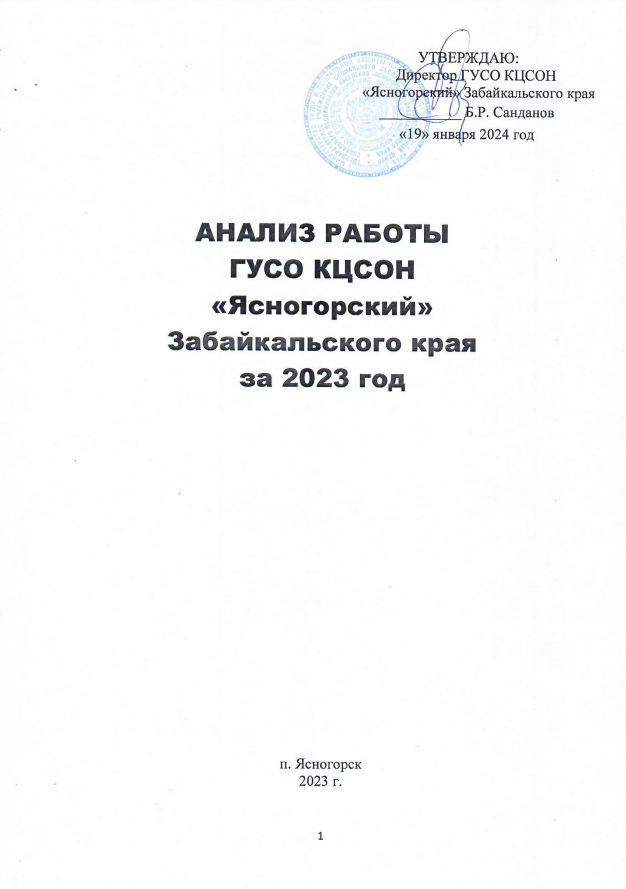 УТВЕРЖДАЮ:
Директор ГУСО КЦСОН
«Ясногорский» Забайкальского края
____________ Б.Р. Санданов
«19» января 2024 год
АНАЛИЗ РАБОТЫ
ГУСО КЦСОН
«Ясногорский»
Забайкальского края
за 2023 год
п. Ясногорск
2023 г.
1